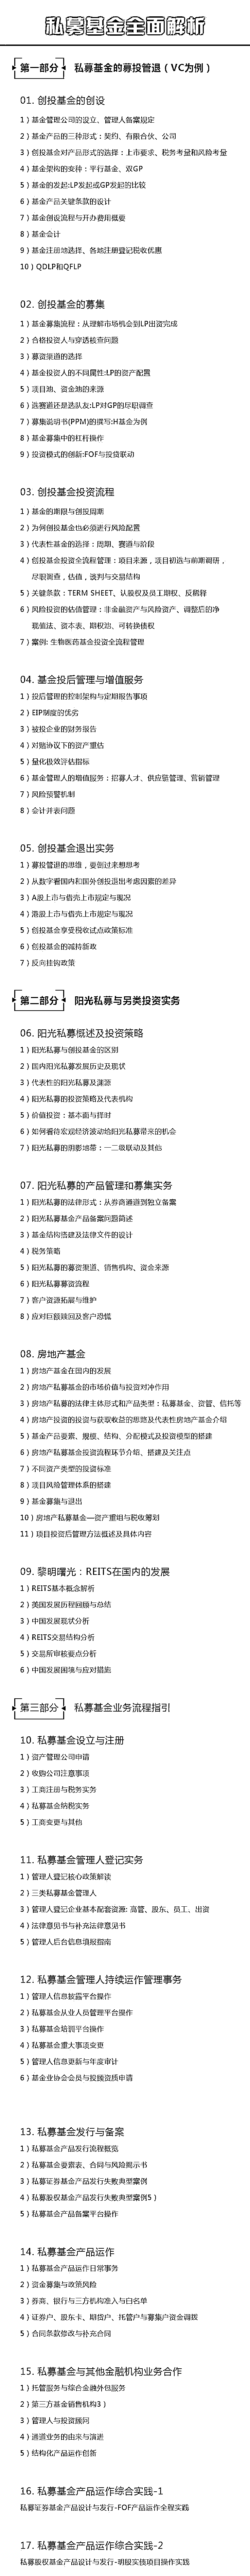 私募基金全面解析
第一部分 私募基金的募投管退（VC为例）
01. 创投基金的创设
1）基金管理公司的设立、管理人备案规定
2）基金产品的三种形式：契约、有限合伙、公司
3）创投基金对产品形式的选择：上市要求、税务考量和风险考量
4）基金架构的变种：平行基金、双GP
5）基金的发起:LP发起或GP发起的比较
6）基金产品关键条款的设计
7）基金创设流程与开办费用概要
8）基金会计
9）基金注册地选择、各地注册登记税收优惠
10）QDLP和QFLP
02. 创投基金的募集
1）基金募集流程：从理解市场机会到LP出资完成
2）合格投资人与穿透核查问题
3）募资渠道的选择
4）基金投资人的不同属性:LP的资产配置
5）项目池、资金池的来源
6）选赛道还是选队友:LP对GP的尽职调查
7）募集说明书(PPM)的撰写:H基金为例
8）基金募集中的杠杆操作
9）投资模式的创新:FOF与投贷联动
03. 创投基金投资流程
1）基金的期限与创投周期
2）为何创投基金也必须进行风险配置
3）代表性基金的选择：周期、赛道与阶段
4）创投基金投资全流程管理：项目来源，项目初选与前期调研，
尽职调查，估值，谈判与交易结构
5）关键条款：TERM SHEET、认股权及员工期权、反稀释
6）风险投资的估值管理：非金融资产与风险资产、调整后的净
现值法、资本表、期权池、可转换债权
7）案例: 生物医药基金投资全流程管理
04. 基金投后管理与增值服务
1）投后管理的控制架构与定期报告事项
2）EIP制度的优劣
3）被投企业的财务报告
4）对赌协议下的资产重估
5）量化绩效评估指标
6）基金管理人的增值服务：招募人才、供应链管理、营销管理
7）风险预警机制
8）会计并表问题
05. 创投基金退出实务
1）募投管退的思维，要倒过来想思考
2）从数字看国内和国外创投退出考虑因素的差异
3）A股上市与借壳上市规定与概况
4）港股上市与借壳上市规定与概况
5）创投基金享受税收试点政策标准
6）创投基金的减持新政
7）反向挂钩政策
第二部分 阳光私募与另类投资实务
06. 阳光私募概述及投资策略
1）阳光私募与创投基金的区别
2）国内阳光私募发展历史及现状
3）代表性的阳光私募及渊源
4）阳光私募的投资策略及代表机构
5）价值投资：基本面与择时
6）如何看待宏观经济波动给阳光私募带来的机会
7）阳光私募的阴影地带：一二级联动及其他
07. 阳光私募的产品管理和募集实务
1）阳光私募的法律形式：从券商通道到独立备案
2）阳光私募基金产品备案问题简述
3）基金结构搭建及法律文件的设计
4）税务策略
5）阳光私募的募资渠道、销售机构、资金来源
6）阳光私募募资流程
7）客户资源拓展与维护
8）应对巨额赎回及客户恐慌
08. 房地产基金
1）房地产基金在国内的发展
2）房地产私募基金的市场价值与投资对冲作用
3）房地产私募的法律主体形式和产品类型：私募基金、资管、信托等
4）房地产投资的投资与获取收益的思路及代表性房地产基金介绍
5）基金产品要素、规模、结构、分配模式及投资模型的搭建
6）房地产私募基金投资流程环节介绍、搭建及关注点
7）不同资产类型的投资标准
8）项目风险管理体系的搭建
9）基金募集与退出
10）房地产私募基金—资产重组与税收筹划
11）项目投资后管理方法概述及具体内容
09. 黎明曙光：REITS在国内的发展
1）REITS基本概念解析
2）英国发展历程回顾与总结
3）中国发展现状分析
4）REITS交易结构分析
5）交易所审核要点分析
6）中国发展困境与应对措施
第三部分 私募基金业务流程指引
10. 私募基金设立与注册
1）资产管理公司申请
2）收购公司注意事项
3）工商注册与税务实务
4）私募基金纳税实务
5）工商变更与其他
11. 私募基金管理人登记实务
1）管理人登记核心政策解读
2）三类私募基金管理人
3）管理人登记企业基本配套资源: 高管、股东、员工、出资
4）法律意见书与补充法律意见书
5）管理人后台信息填报指南
12. 私募基金管理人持续运作管理事务
1）管理人信息披露平台操作
2）私募基金从业人员管理平台操作
3）私募基金培训平台操作
4）私募基金重大事项变更
5）管理人信息更新与年度审计
6）基金业协会会员与投顾资质申请
13. 私募基金发行与备案
1）私募基金产品发行流程概览
2）私募基金要素表、合同与风险揭示书
3）私募证券基金产品发行失败典型案例
4）私募股权基金产品发行失败典型案例5）
5）私募基金产品备案平台操作
14. 私募基金产品运作
1）私募基金产品运作日常事务
2）资金募集与政策风险
3）券商、银行与三方机构准入与白名单
4）证券户、股东卡、期货户、托管户与募集户资金调拨
5）合同条款修改与补充合同
15. 私募基金与其他金融机构业务合作
1）托管服务与综合金融外包服务
2）第三方基金销售机构3）
3）管理人与投资顾问
4）通道业务的由来与演进
5）结构化产品运作创新
16. 私募基金产品运作综合实践-1
私募证券基金产品设计与发行-FOF产品运作全程实践
17. 私募基金产品运作综合实践-2
私募股权基金产品设计与发行-明股实债项目操作实践